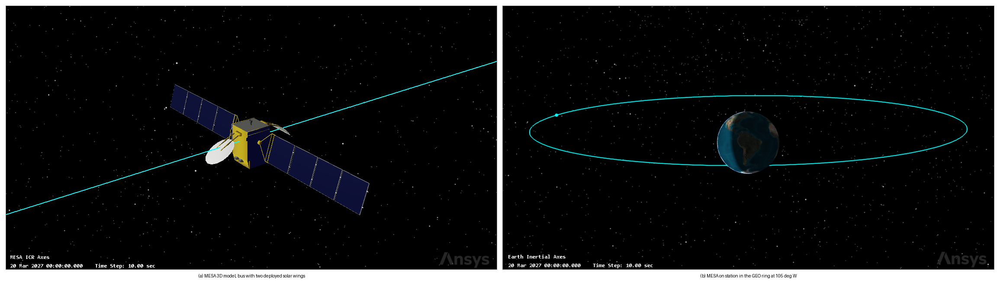 MESA ICR Axes
20 Mar 2027 00:00:00.000 Time Step: 10.00 sec
Ansys
(a) MESA 3D model, bus with two deployed solar wings
Earth Inertial Axes
20 Mar 2027 00:00:00.000 Time Step: 10.00 sec
Ansys
(b) MESA on station in the GEO ring at 105 deg W